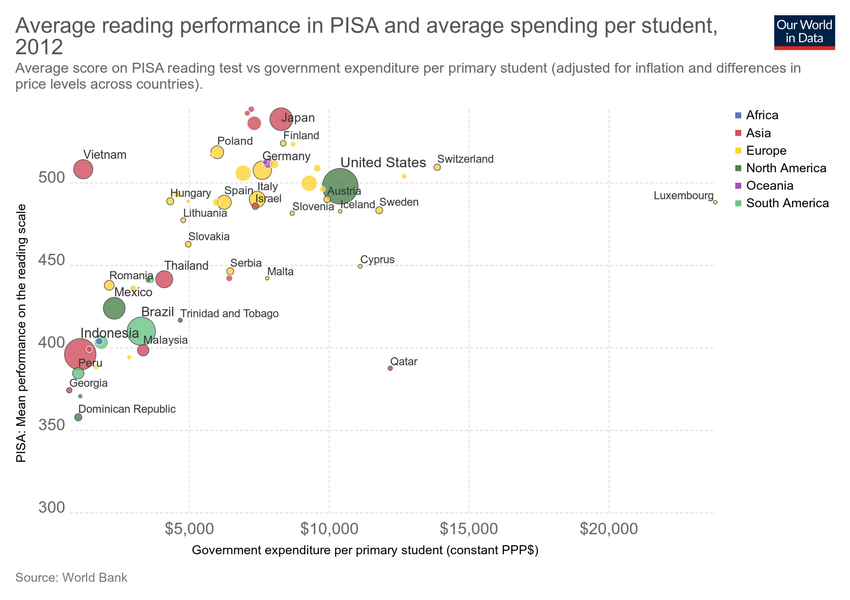 Average reading performance in PISA and average spending per student,
2012
Our World
in Data
Average score on PISA reading test vs government expenditure per primary student (adjusted for inflation and differences in
price levels across countries).
Africa
Asia
Europe
North America
Oceania
South America
Japan
Finland
Poland
Germany
Vietnam
United States
Switzerland
500
Hungary
Spain
Italy
Israel
Austria
Luxembourg
Lithuania
Slovenia
Iceland
Sweden
Slovakia
450
Thailand
Serbia
Malta
Cyprus
Romania
Mexico
Brazil
Trinidad and Tobago
400
Indonesia
Malaysia
Peru
Qatar
Georgia
Dominican Republic
350
300
PISA: Mean performance on the reading scale
$5,000
$10,000
$15,000
$20,000
Government expenditure per primary student (constant PPP$)
Source: World Bank